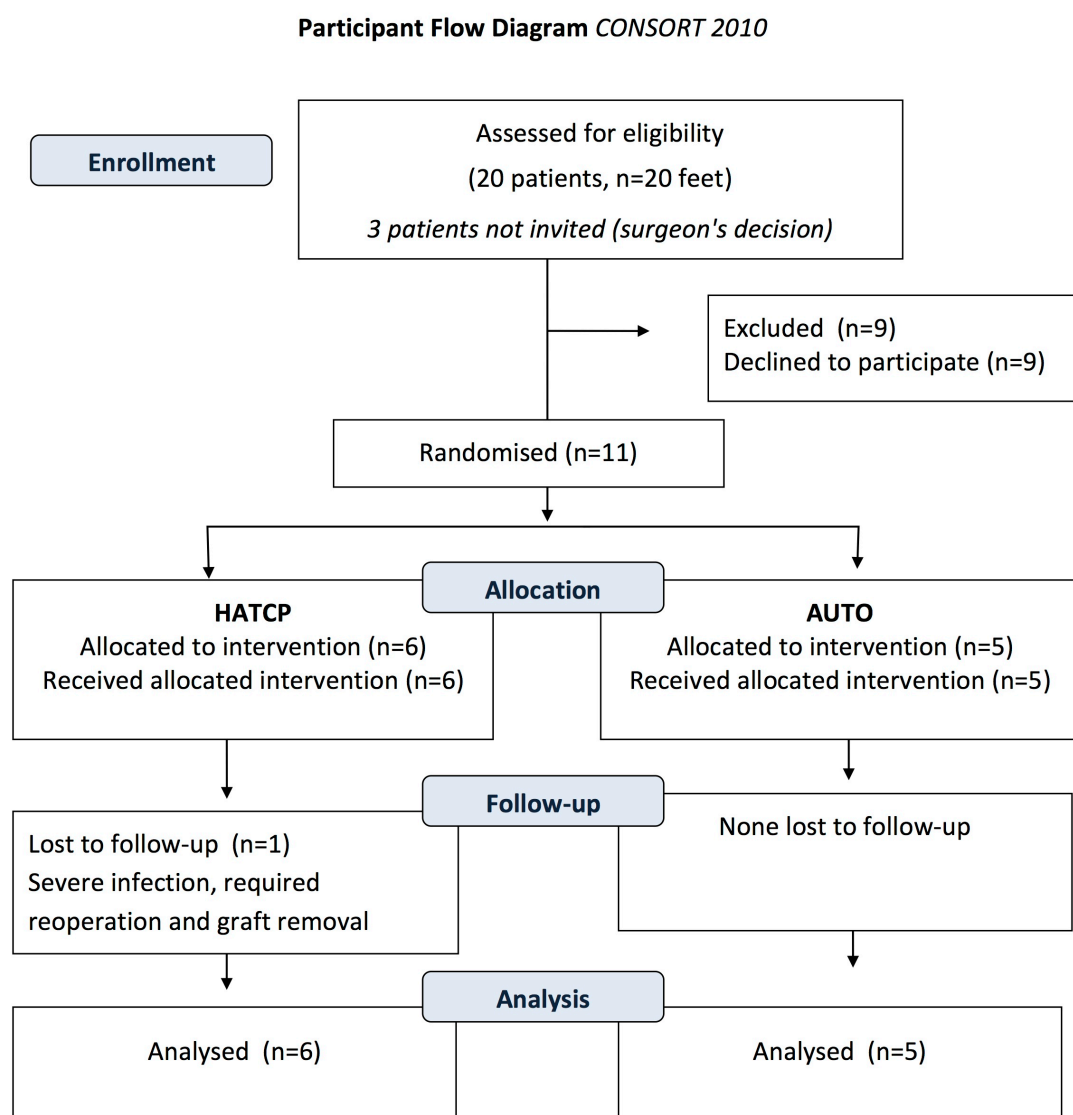 Participant Flow Diagram CONSORT 2010
Enrollment
Assessed for eligibility
(20 patients, n=20 feet)
3 patients not invited (surgeon's decision)
Excluded  (n=9)
Declined to participate (n=9)
Randomised (n=11)
Allocation
HATCP
Allocated to intervention (n=6)
Received allocated intervention (n=6)
AUTO
Allocated to intervention (n=5)
Received allocated intervention (n=5)
Follow-up
Lost to follow-up  (n=1)
Severe infection, required
reoperation and graft removal
None lost to follow-up
Analysis
Analysed  (n=6)
Analysed  (n=5)